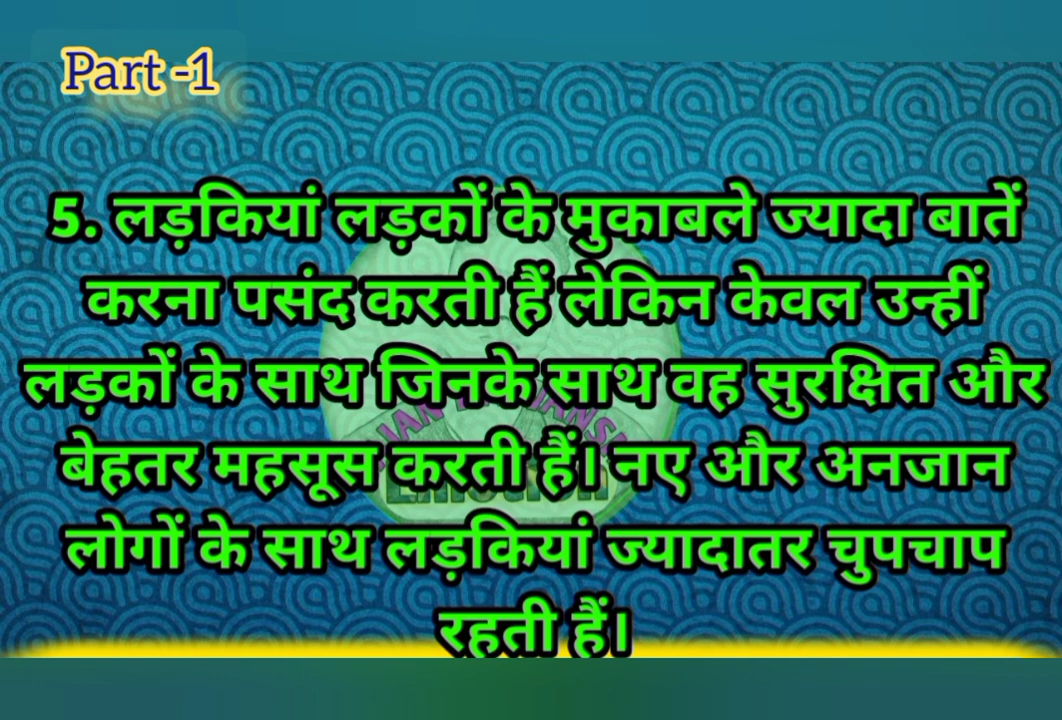 Part -1
5. लड़कियां लड़कों के मुकाबले ज्यादा बातें
करना पसंद करती हैं लेकिन केवल उन्हीं
लड़कों के साथ जिनके साथ वह सुरक्षित और
बेहतर महसूस करती हैं। नए और अनजान
लोगों के साथ लड़कियां ज्यादातर चुपचाप
रहती हैं।